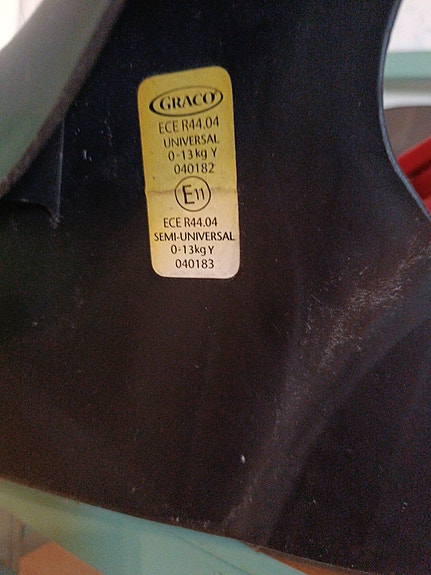 GRACO
ECE R44.04
UNIVERSAL
0-13kg Y
040182
E11
ECE R44.04
SEMI-UNIVERSAL
0-13kg Y
040183